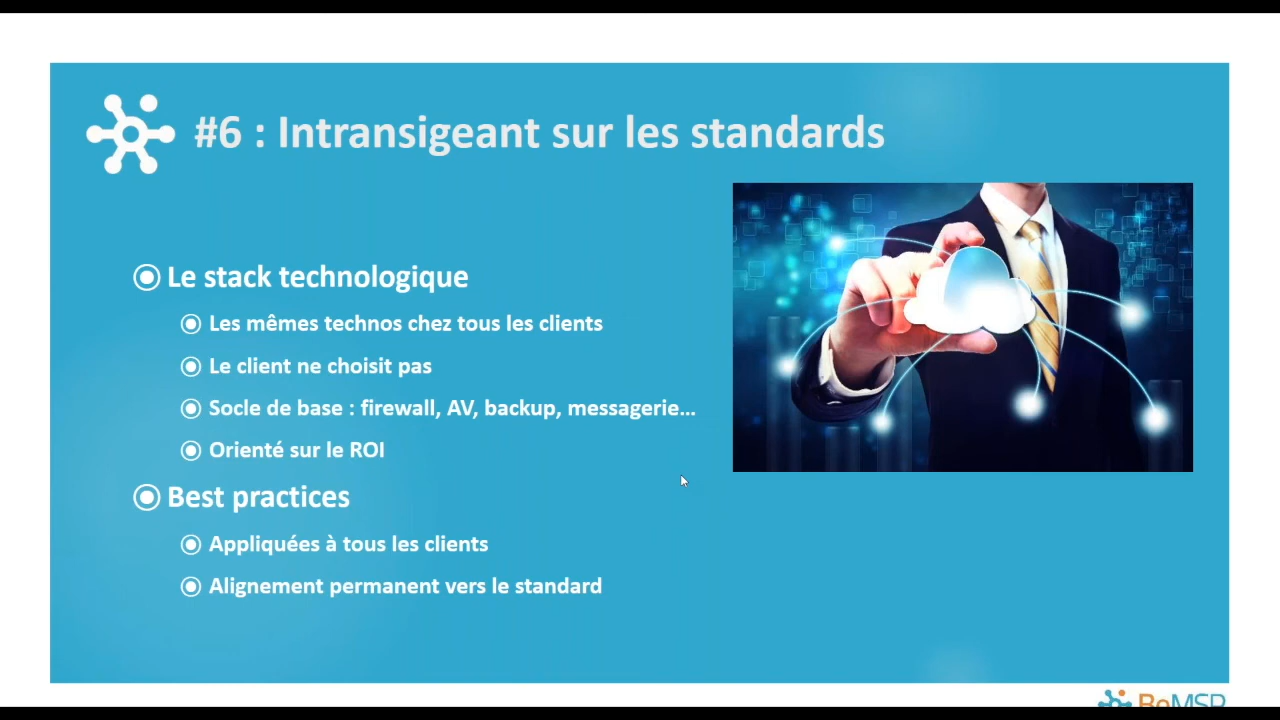 #6 : Intransigeant sur les standards
Le stack technologique
Les mêmes technos chez tous les clients
Le client ne choisit pas
Socle de base : firewall, AV, backup, messagerie...
Orienté sur le ROI
Best practices
Appliquées à tous les clients
Alignement permanent vers le standard
BeMSP